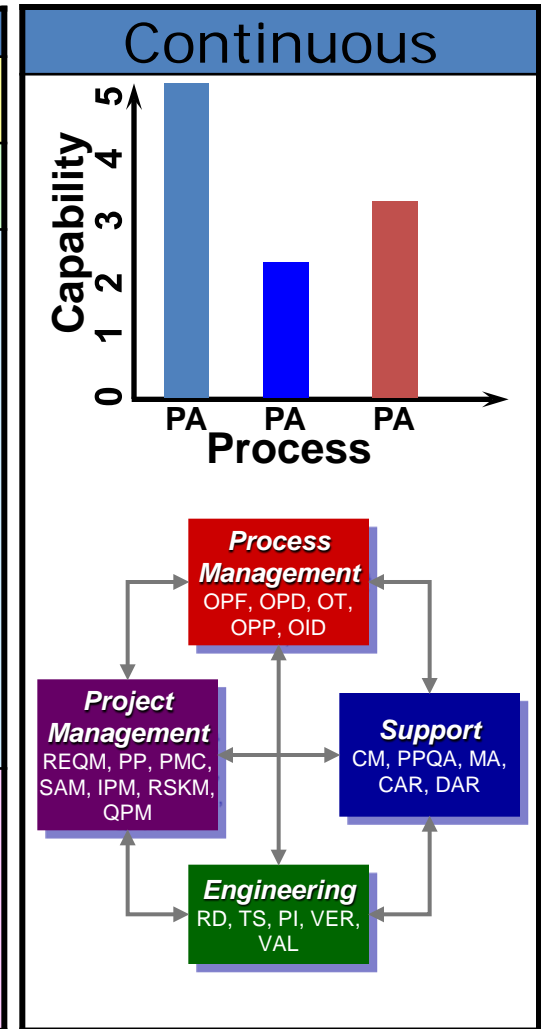 Continuous
Capability
5
4
3
2
1
0
PA PA PA
Process
Process
Management
OPF, OPD, OT,
OPP, OID
Project
Management
REQM, PP, PMC,
SAM, IPM, RSKM,
QPM
Support
CM, PPQA, MA,
CAR, DAR
Engineering
RD, TS, PI, VER,
VAL